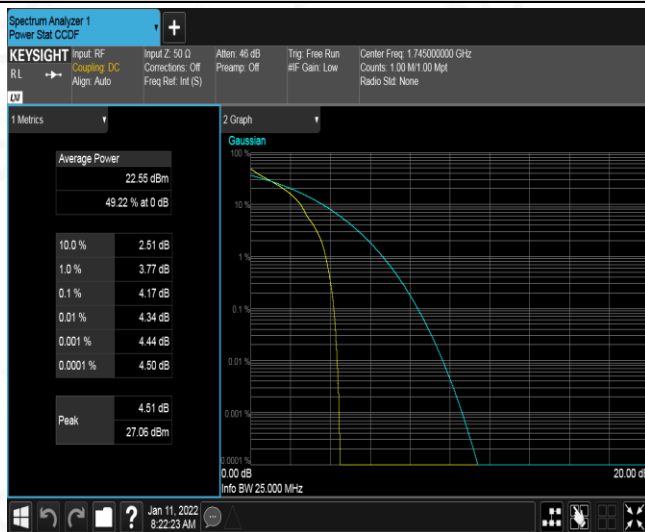 Spectrum Analyzer 1
Power Stat CCDF
+
KEYSIGHT
RL
LXI
Input: RF
Coupling: DC
Align: Auto
Input Z: 50 Ω
Corrections: Off
Freq Ref: Int (S)
Atten: 46 dB
Preamp: Off
Trig: Free Run
#IF Gain: Low
Center Freq: 1.745000000 GHz
Counts: 1.00 M/1.00 Mpt
Radio Std: None
1 Metrics
Average Power
22.55 dBm
49.22 % at 0 dB
10.0 % 2.51 dB
1.0 % 3.77 dB
0.1 % 4.17 dB
0.01 % 4.34 dB
0.001 % 4.44 dB
0.0001 % 4.50 dB
Peak
4.51 dB
27.06 dBm
2 Graph
Gaussian
100 %
10 %
1 %
0.1 %
0.01 %
0.001 %
0.0001 %
0.00 dB
20.00 d
Info BW 25.000 MHz
?
Jan 11, 2022
8:22:23 AM